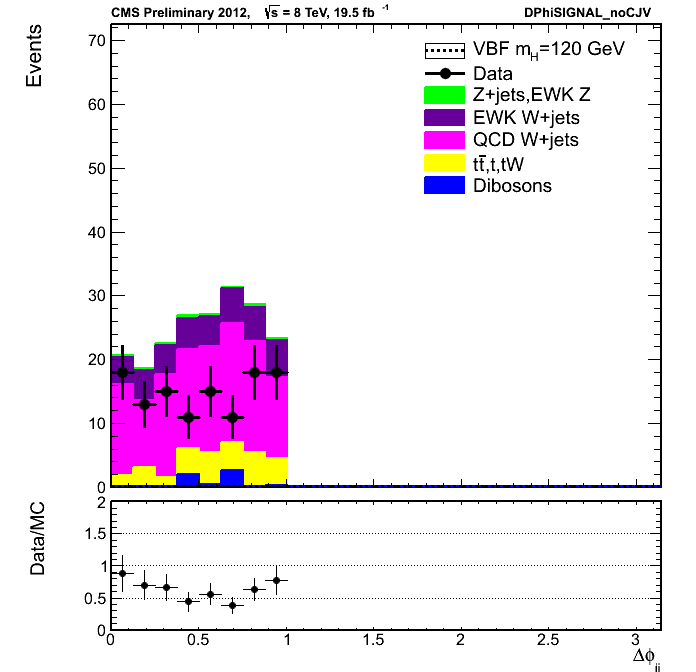 CMS Preliminary 2012, √s = 8 TeV, 19.5 fb⁻¹ DPhiSIGNAL_noCJV
Events
70
60
50
40
30
20
10
0
VBF m_H=120 GeV
Data
Z+jets,EWK Z
EWK W+jets
QCD W+jets
tt̄,t,tW
Dibosons
Data/MC
2
1.5
1
0.5
0
0 0.5 1 1.5 2 2.5 3
Δϕ_jj